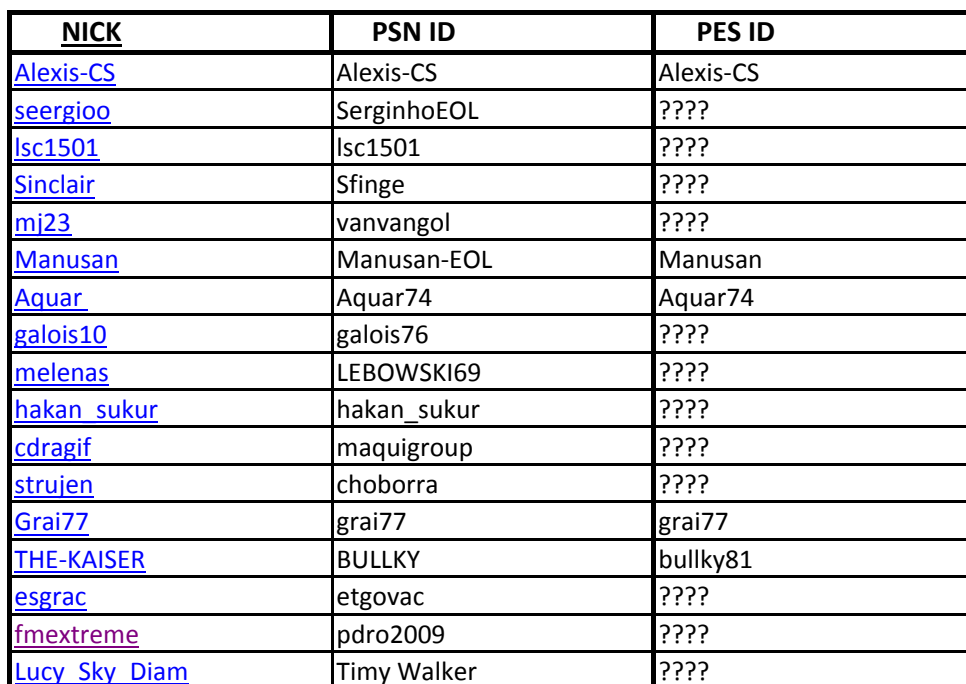 NICK PSN ID PES ID
Alexis-CS Alexis-CS Alexis-CS
seergioo SerginhoEOL ????
lsc1501 lsc1501 ????
Sinclair Sfinge ????
mj23 vanvangol ????
Manusan Manusan-EOL Manusan
Aquar Aquar74 Aquar74
galois10 galois76 ????
melenas LEBOWSKI69 ????
hakan_sukur hakan_sukur ????
cdragif maquigroup ????
strujen choborra ????
Grai77 grai77 grai77
THE-KAISER BULLKY bullky81
esgrac etgovac ????
fmextreme pdro2009 ????
Lucy_Sky_Diam Timy Walker ????